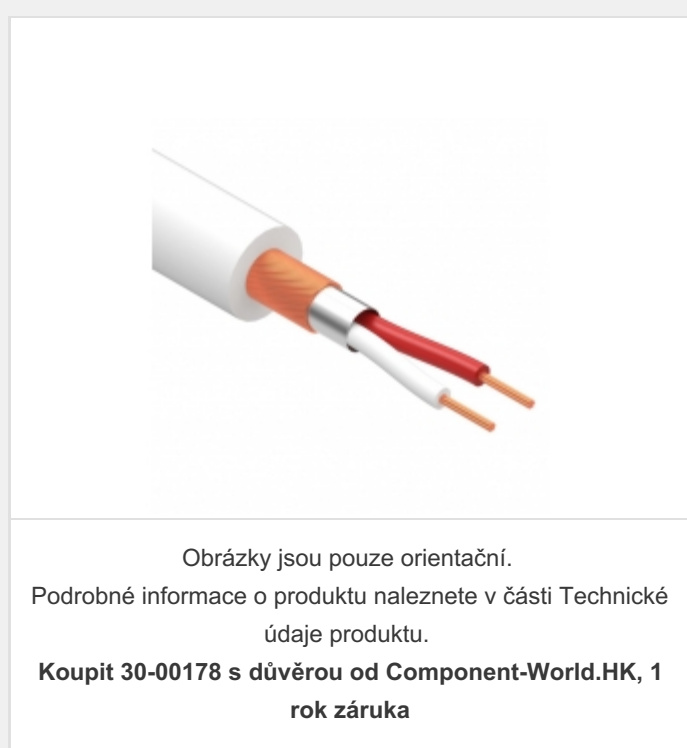 Obrázky jsou pouze orientační.
Podrobné informace o produktu naleznete v části Technické
údaje produktu.
Koupit 30-00178 s důvěrou od Component-World.HK, 1
rok záruka